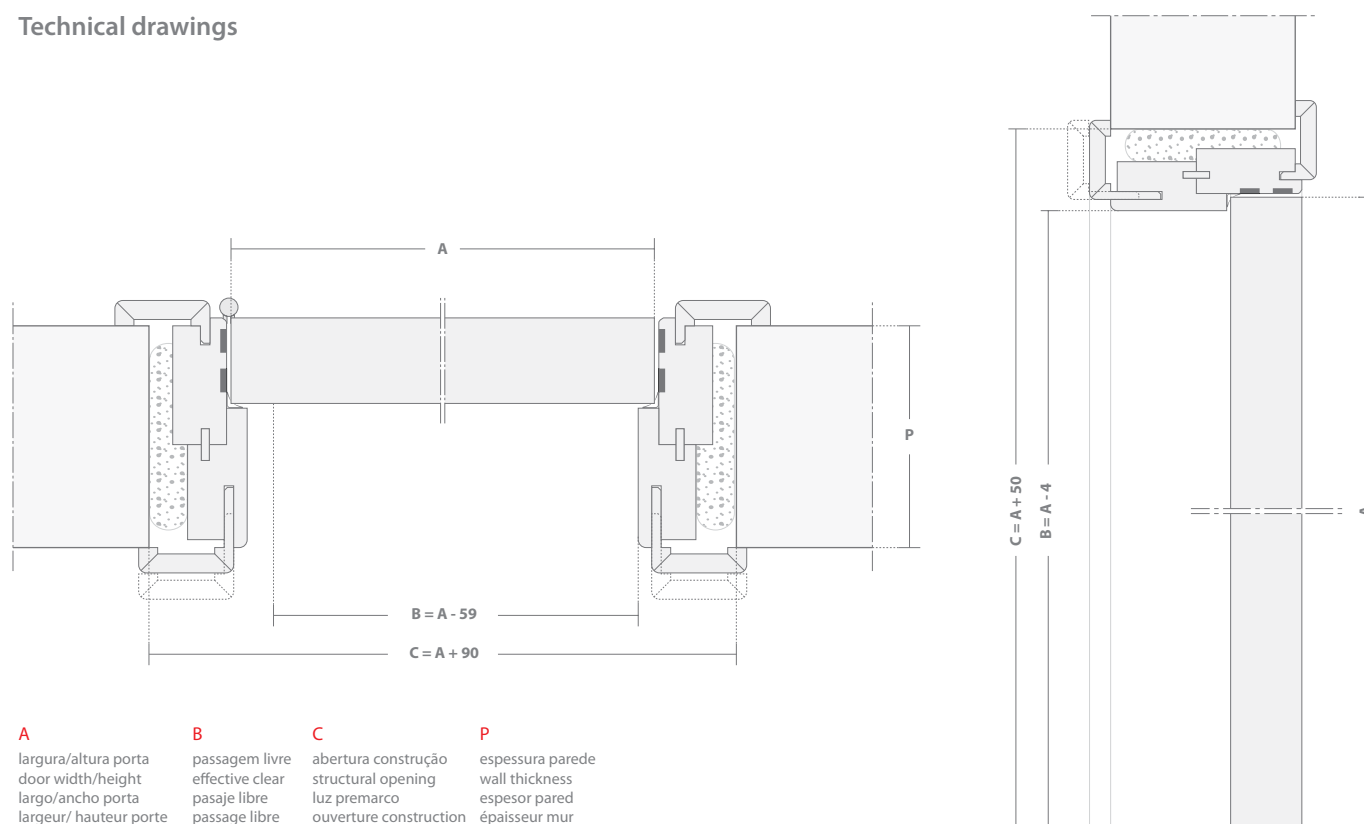 Technical drawings
A
P
B = A - 59
C = A + 90
C = A + 50
B = A - 4
A
A
largura/altura porta
door width/height
largo/ancho porta
largeur/ hauteur porte
B
passagem livre
effective clear
pasaje libre
passage libre
C
abertura construção
structural opening
luz premarco
ouverture construction
P
espessura parede
wall thickness
espesor pared
épaisseur mur